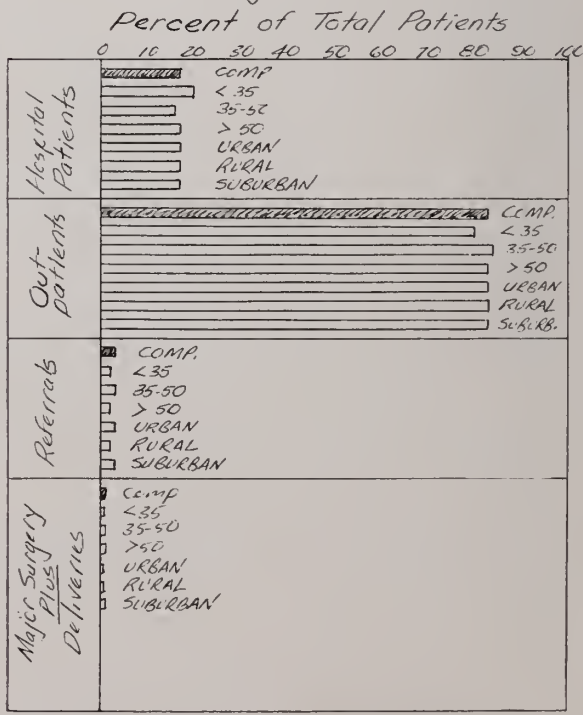 Percent of Total Patients
0 10 20 30 40 50 60 70 80 90 100
Hospital
Patients
COMP
< 35
35-50
> 50
URBAN
RURAL
SUBURBAN
Out-
patients
COMP.
< 35
35-50
> 50
URBAN
RURAL
SUBURB.
Referrals
COMP.
<35
35-50
> 50
URBAN
RURAL
SUBURBAN
Major Surgery
Plus
Deliveries
COMP
<35
35-50
>50
URBAN
RURAL
SUBURBAN